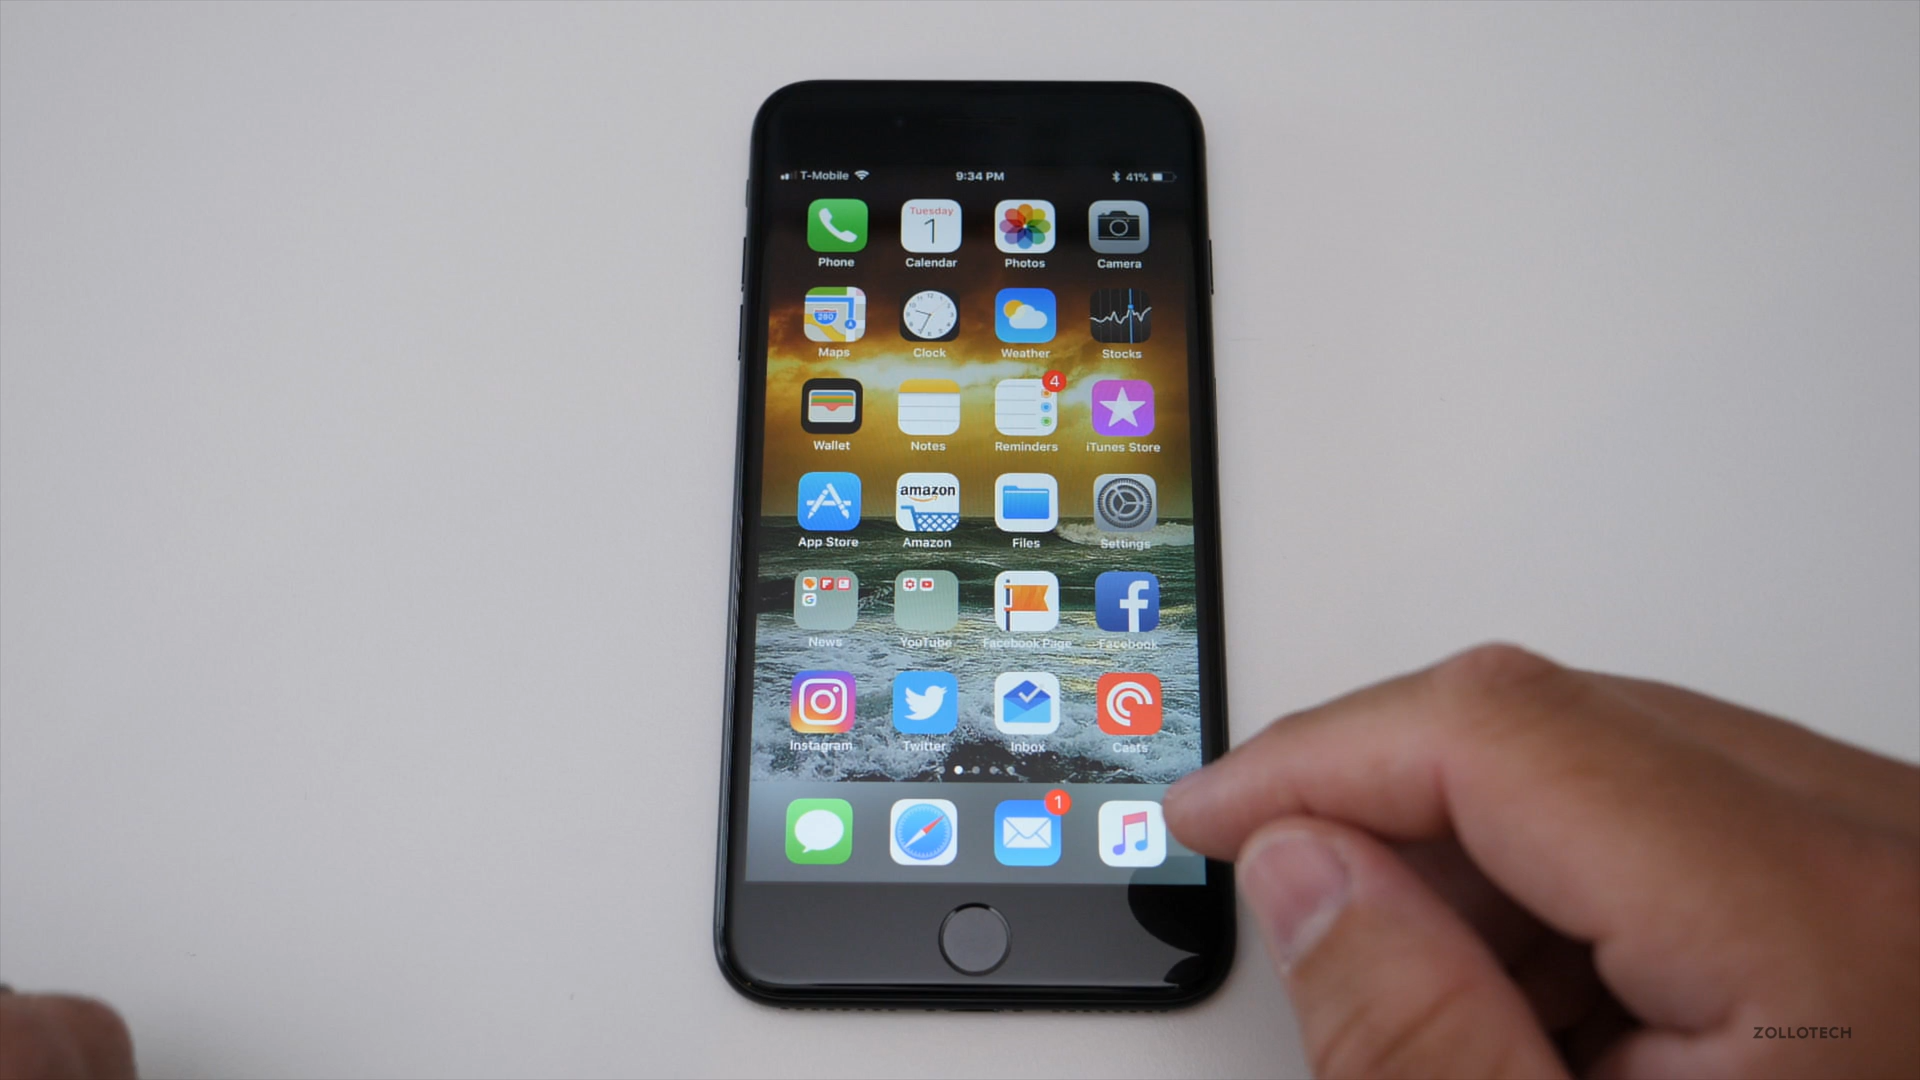 T-Mobile 9:34 PM 41%
Tuesday
1
Phone Calendar Photos Camera
280
Maps Clock Weather Stocks
4
Wallet Notes Reminders iTunes Store
amazon
App Store Amazon Files Settings
News YouTube Facebook Page Facebook
Instagram Twitter Inbox Casts
1
ZOLLOTECH